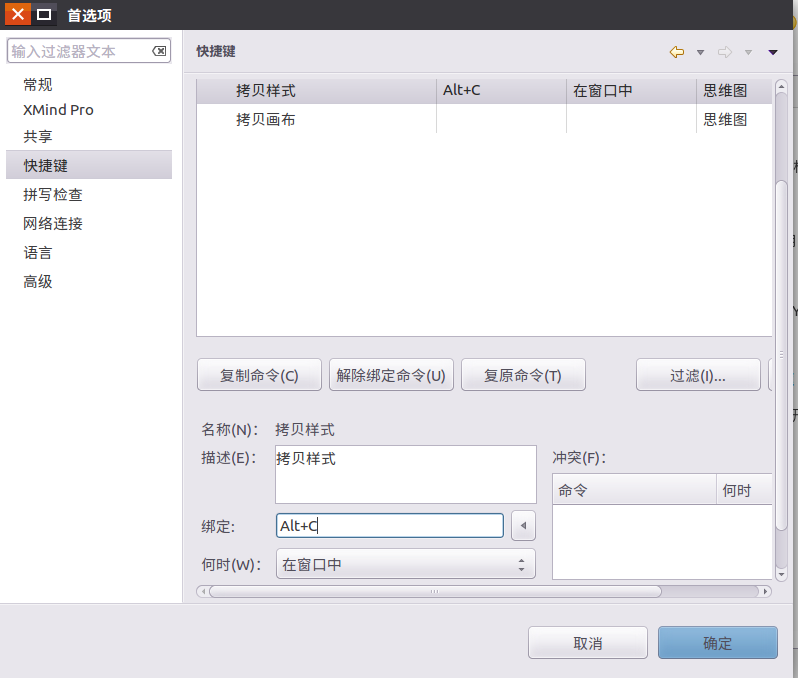 首选项
输入过滤器文本
常规
XMind Pro
共享
快捷键
拼写检查
网络连接
语言
高级
快捷键
拷贝样式 Alt+C 在窗口中 思维图
拷贝画布 思维图
复制命令(C) 解除绑定命令(U) 复原命令(T) 过滤(I)...
名称(N): 拷贝样式
描述(E): 拷贝样式
冲突(F):
命令 何时
绑定: Alt+C
何时(W): 在窗口中
取消 确定